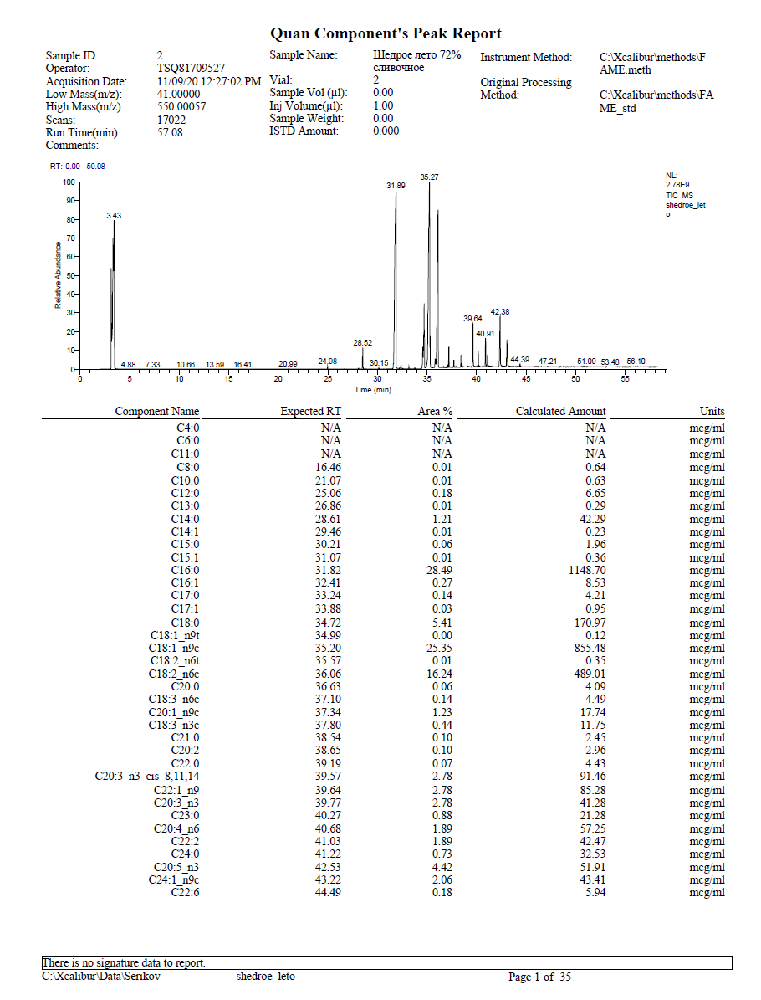 Quan Component's Peak Report
Sample ID: 2
Operator: TSQ81709527
Acquisition Date: 11/09/20 12:27:02 PM
Low Mass(m/z): 41.00000
High Mass(m/z): 550.00057
Scans: 17022
Run Time(min): 57.08
Comments:
Sample Name: Шедрое лето 72%
сливочное
Vial: 2
Sample Vol (µl): 0.00
Inj Volume(µl): 1.00
Sample Weight: 0.00
ISTD Amount: 0.000
Instrument Method: C:\Xcalibur\methods\F
AME.meth
Original Processing
Method: C:\Xcalibur\methods\FA
ME_std
RT: 0.00 - 59.08
NL:
2.78E9
TIC MS
shedroe_let
o
Relative Abundance
100
90
80
70
60
50
40
30
20
10
0
3.43
4.88
7.33
10.66
13.59
16.41
20.99
24.98
28.52
30.15
31.89
35.27
39.64
40.91
42.38
44.39
47.21
51.09
53.48
56.10
0 5 10 15 20 25 30 35 40 45 50 55
Time (min)
Component Name Expected RT Area % Calculated Amount Units
C4:0 N/A N/A N/A mcg/ml
C6:0 N/A N/A N/A mcg/ml
C11:0 N/A N/A N/A mcg/ml
C8:0 16.46 0.01 0.64 mcg/ml
C10:0 21.07 0.01 0.63 mcg/ml
C12:0 25.06 0.18 6.65 mcg/ml
C13:0 26.86 0.01 0.29 mcg/ml
C14:0 28.61 1.21 42.29 mcg/ml
C14:1 29.46 0.01 0.23 mcg/ml
C15:0 30.21 0.06 1.96 mcg/ml
C15:1 31.07 0.01 0.36 mcg/ml
C16:0 31.82 28.49 1148.70 mcg/ml
C16:1 32.41 0.27 8.53 mcg/ml
C17:0 33.24 0.14 4.21 mcg/ml
C17:1 33.88 0.03 0.95 mcg/ml
C18:0 34.72 5.41 170.97 mcg/ml
C18:1_n9t 34.99 0.00 0.12 mcg/ml
C18:1_n9c 35.20 25.35 855.48 mcg/ml
C18:2_n6t 35.57 0.01 0.35 mcg/ml
C18:2_n6c 36.06 16.24 489.01 mcg/ml
C20:0 36.63 0.06 4.09 mcg/ml
C18:3_n6c 37.10 0.14 4.49 mcg/ml
C20:1_n9c 37.34 1.23 17.74 mcg/ml
C18:3_n3c 37.80 0.44 11.75 mcg/ml
C21:0 38.54 0.10 2.45 mcg/ml
C20:2 38.65 0.10 2.96 mcg/ml
C22:0 39.19 0.07 4.43 mcg/ml
C20:3_n3_cis_8,11,14 39.57 2.78 91.46 mcg/ml
C22:1_n9 39.64 2.78 85.28 mcg/ml
C20:3_n3 39.77 2.78 41.28 mcg/ml
C23:0 40.27 0.88 21.28 mcg/ml
C20:4_n6 40.68 1.89 57.25 mcg/ml
C22:2 41.03 1.89 42.47 mcg/ml
C24:0 41.22 0.73 32.53 mcg/ml
C20:5_n3 42.53 4.42 51.91 mcg/ml
C24:1_n9c 43.22 2.06 43.41 mcg/ml
C22:6 44.49 0.18 5.94 mcg/ml
There is no signature data to report.
C:\Xcalibur\Data\Serikov shedroe_leto Page 1 of 35